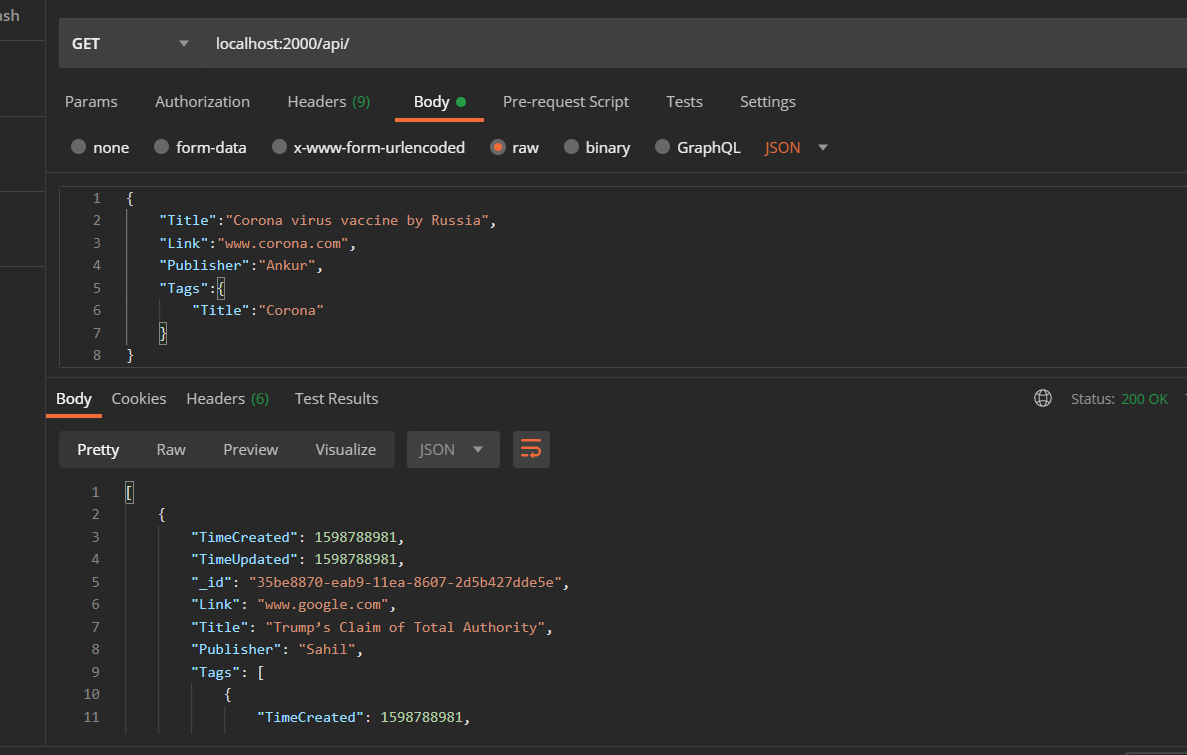 ash
GET localhost:2000/api/
Params Authorization Headers (9) Body Pre-request Script Tests Settings
none form-data x-www-form-urlencoded raw binary GraphQL JSON
1 {
2 "Title":"Corona virus vaccine by Russia",
3 "Link":"www.corona.com",
4 "Publisher":"Ankur",
5 "Tags":{
6 "Title":"Corona"
7 }
8 }
Body Cookies Headers (6) Test Results Status: 200 OK
Pretty Raw Preview Visualize JSON
1 [
2 {
3 "TimeCreated": 1598788981,
4 "TimeUpdated": 1598788981,
5 "_id": "35be8870-eab9-11ea-8607-2d5b427dde5e",
6 "Link": "www.google.com",
7 "Title": "Trump’s Claim of Total Authority",
8 "Publisher": "Sahil",
9 "Tags": [
10 {
11 "TimeCreated": 1598788981,